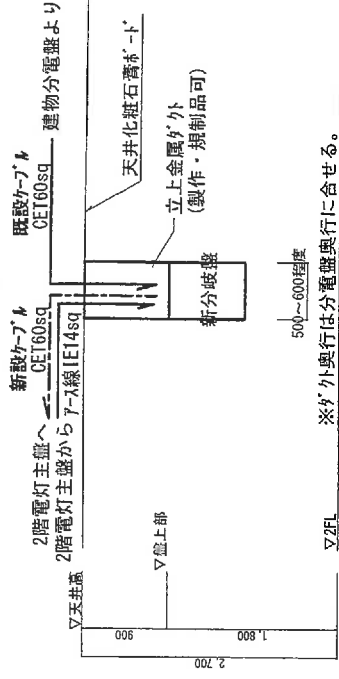 新設ケーブル
CET60sq
既設ケーブル
CET60sq
2階電灯主盤へ
2階電灯主盤から
アース線IE14sq
建物分電盤より
▽天井高
天井化粧石膏ボード
立上金属ダクト
(製作・規制品可)
▽盤上部
新分岐盤
900
1,800
2,700
500~600程度
▽2FL
※ダクト奥行は分電盤奥行に合せる。